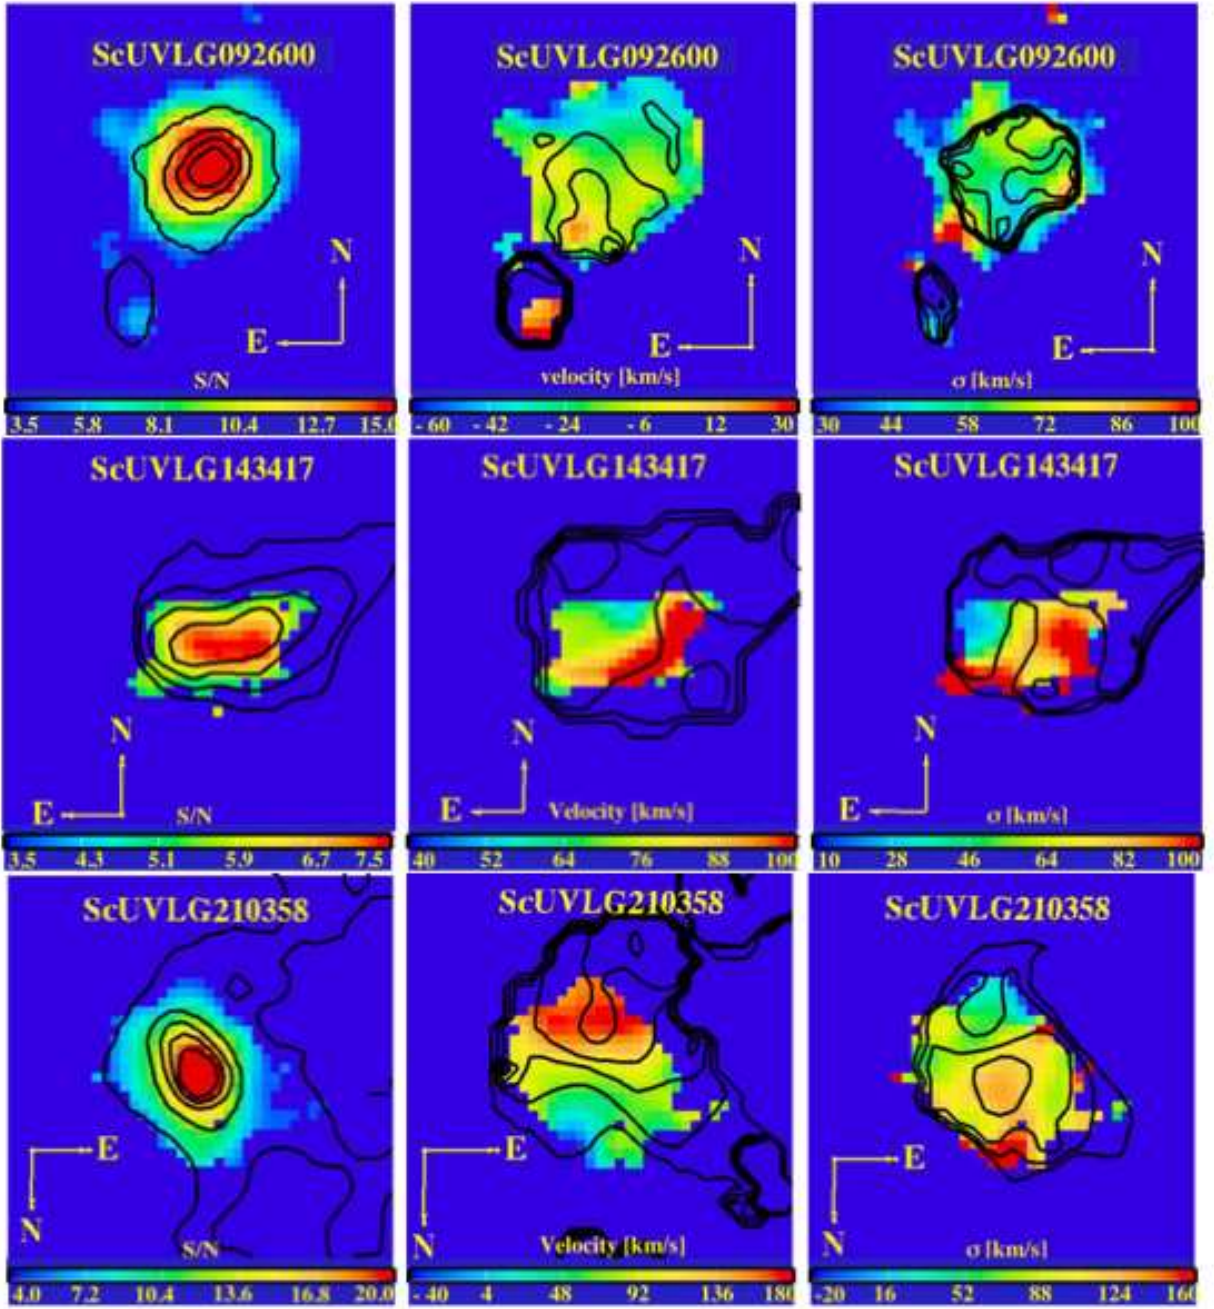 ScUVLG092600 ScUVLG092600 ScUVLG092600
N N N
E E E
S/N velocity [km/s] σ [km/s]
3.5 5.8 8.1 10.4 12.7 15.0 -60 -42 -24 -6 12 30 30 44 58 72 86 100
ScUVLG143417 ScUVLG143417 ScUVLG143417
N N N
E E E
S/N Velocity [km/s] σ [km/s]
3.5 4.3 5.1 5.9 6.7 7.5 40 52 64 76 88 100 10 28 46 64 82 100
ScUVLG210358 ScUVLG210358 ScUVLG210358
E E E
N N N
S/N Velocity [km/s] σ [km/s]
4.0 7.2 10.4 13.6 16.8 20.0 -40 4 48 92 136 180 -20 16 52 88 124 160